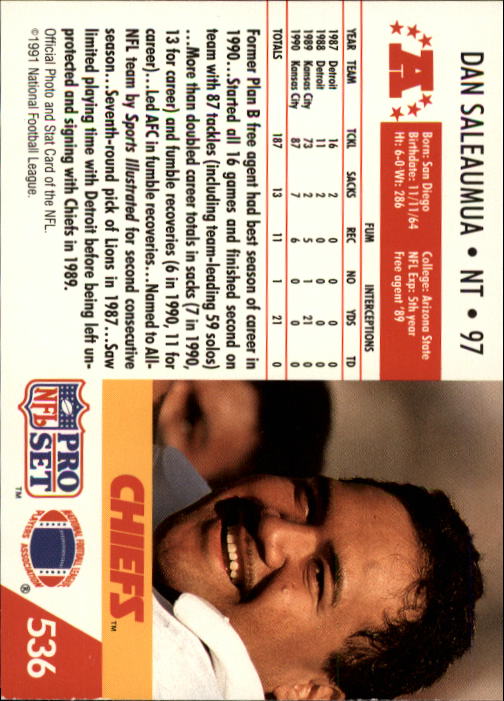 DAN SALEAUMUA • NT • 97
A
Born: San Diego
Birthdate: 11/11/64
Ht: 6-0 Wt: 286
College: Arizona State
NFL Exp: 5th year
Free agent '89
FUM INTERCEPTIONS
YEAR TEAM TCKL SACKS REC NO YDS TD
1987 Detroit 16 2 0 0 0 0
1988 Detroit 11 2 0 0 0 0
1989 Kansas City 73 2 5 1 21 0
1990 Kansas City 87 7 6 0 0 0
TOTALS 187 13 11 1 21 0
Former Plan B free agent had best season of career in
1990...Started all 16 games and finished second on
team with 87 tackles (including team-leading 59 solos)
...More than doubled career totals in sacks (7 in 1990,
13 for career) and fumble recoveries (6 in 1990, 11 for
career)...Led AFC in fumble recoveries...Named to All-
NFL team by Sports Illustrated for second consecutive
season...Seventh-round pick of Lions in 1987...Saw
limited playing time with Detroit before being left un-
protected and signing with Chiefs in 1989.
Official Photo and Stat Card of the NFL.
©1991 National Football League.
CHIEFS™
PRO
NFL
SET™
NATIONAL FOOTBALL LEAGUE
PLAYERS ASSOCIATION
®
536